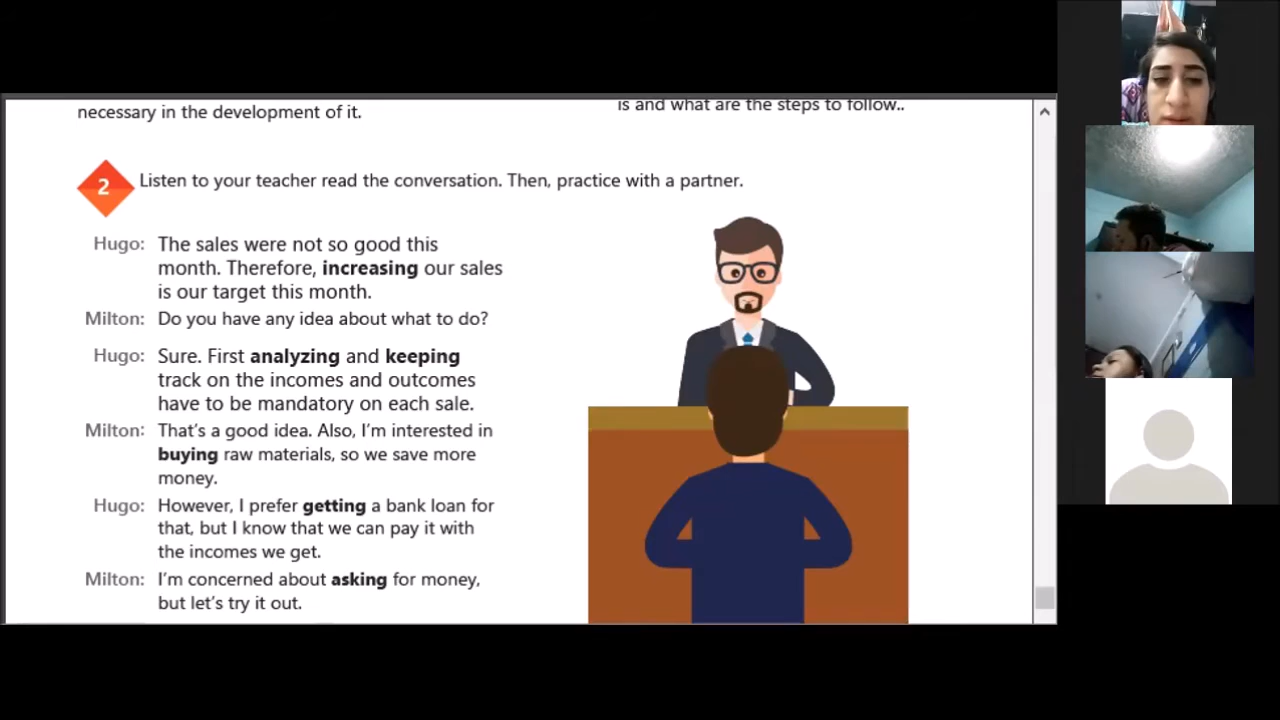 necessary in the development of it.
is and what are the steps to follow..
2
Listen to your teacher read the conversation. Then, practice with a partner.
Hugo: The sales were not so good this
month. Therefore, increasing our sales
is our target this month.
Milton: Do you have any idea about what to do?
Hugo: Sure. First analyzing and keeping
track on the incomes and outcomes
have to be mandatory on each sale.
Milton: That's a good idea. Also, I'm interested in
buying raw materials, so we save more
money.
Hugo: However, I prefer getting a bank loan for
that, but I know that we can pay it with
the incomes we get.
Milton: I'm concerned about asking for money,
but let's try it out.